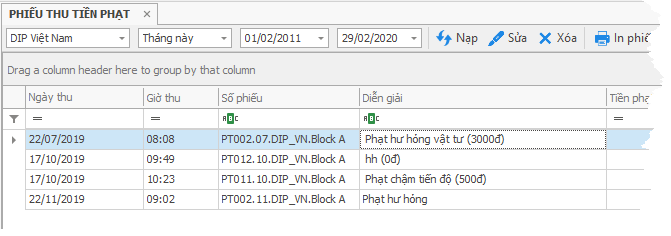 PHIẾU THU TIỀN PHẠT ×
DIP Việt Nam Tháng này 01/02/2011 29/02/2020 Nạp Sửa Xóa In phiế
Drag a column header here to group by that column
Ngày thu Giờ thu Số phiếu Diễn giải Tiền phạ
= = ABC ABC =
22/07/2019 08:08 PT002.07.DIP_VN.Block A Phạt hư hỏng vật tư (3000đ)
17/10/2019 09:49 PT012.10.DIP_VN.Block A hh (0đ)
17/10/2019 10:23 PT011.10.DIP_VN.Block A Phạt chậm tiến độ (500đ)
22/11/2019 09:02 PT002.11.DIP_VN.Block A Phạt hư hỏng